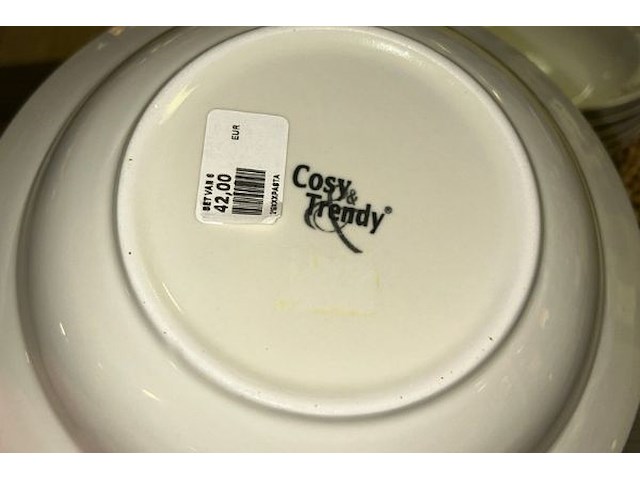 EUR
SET VAN 6
42,00
Cosy
&
Trendy®